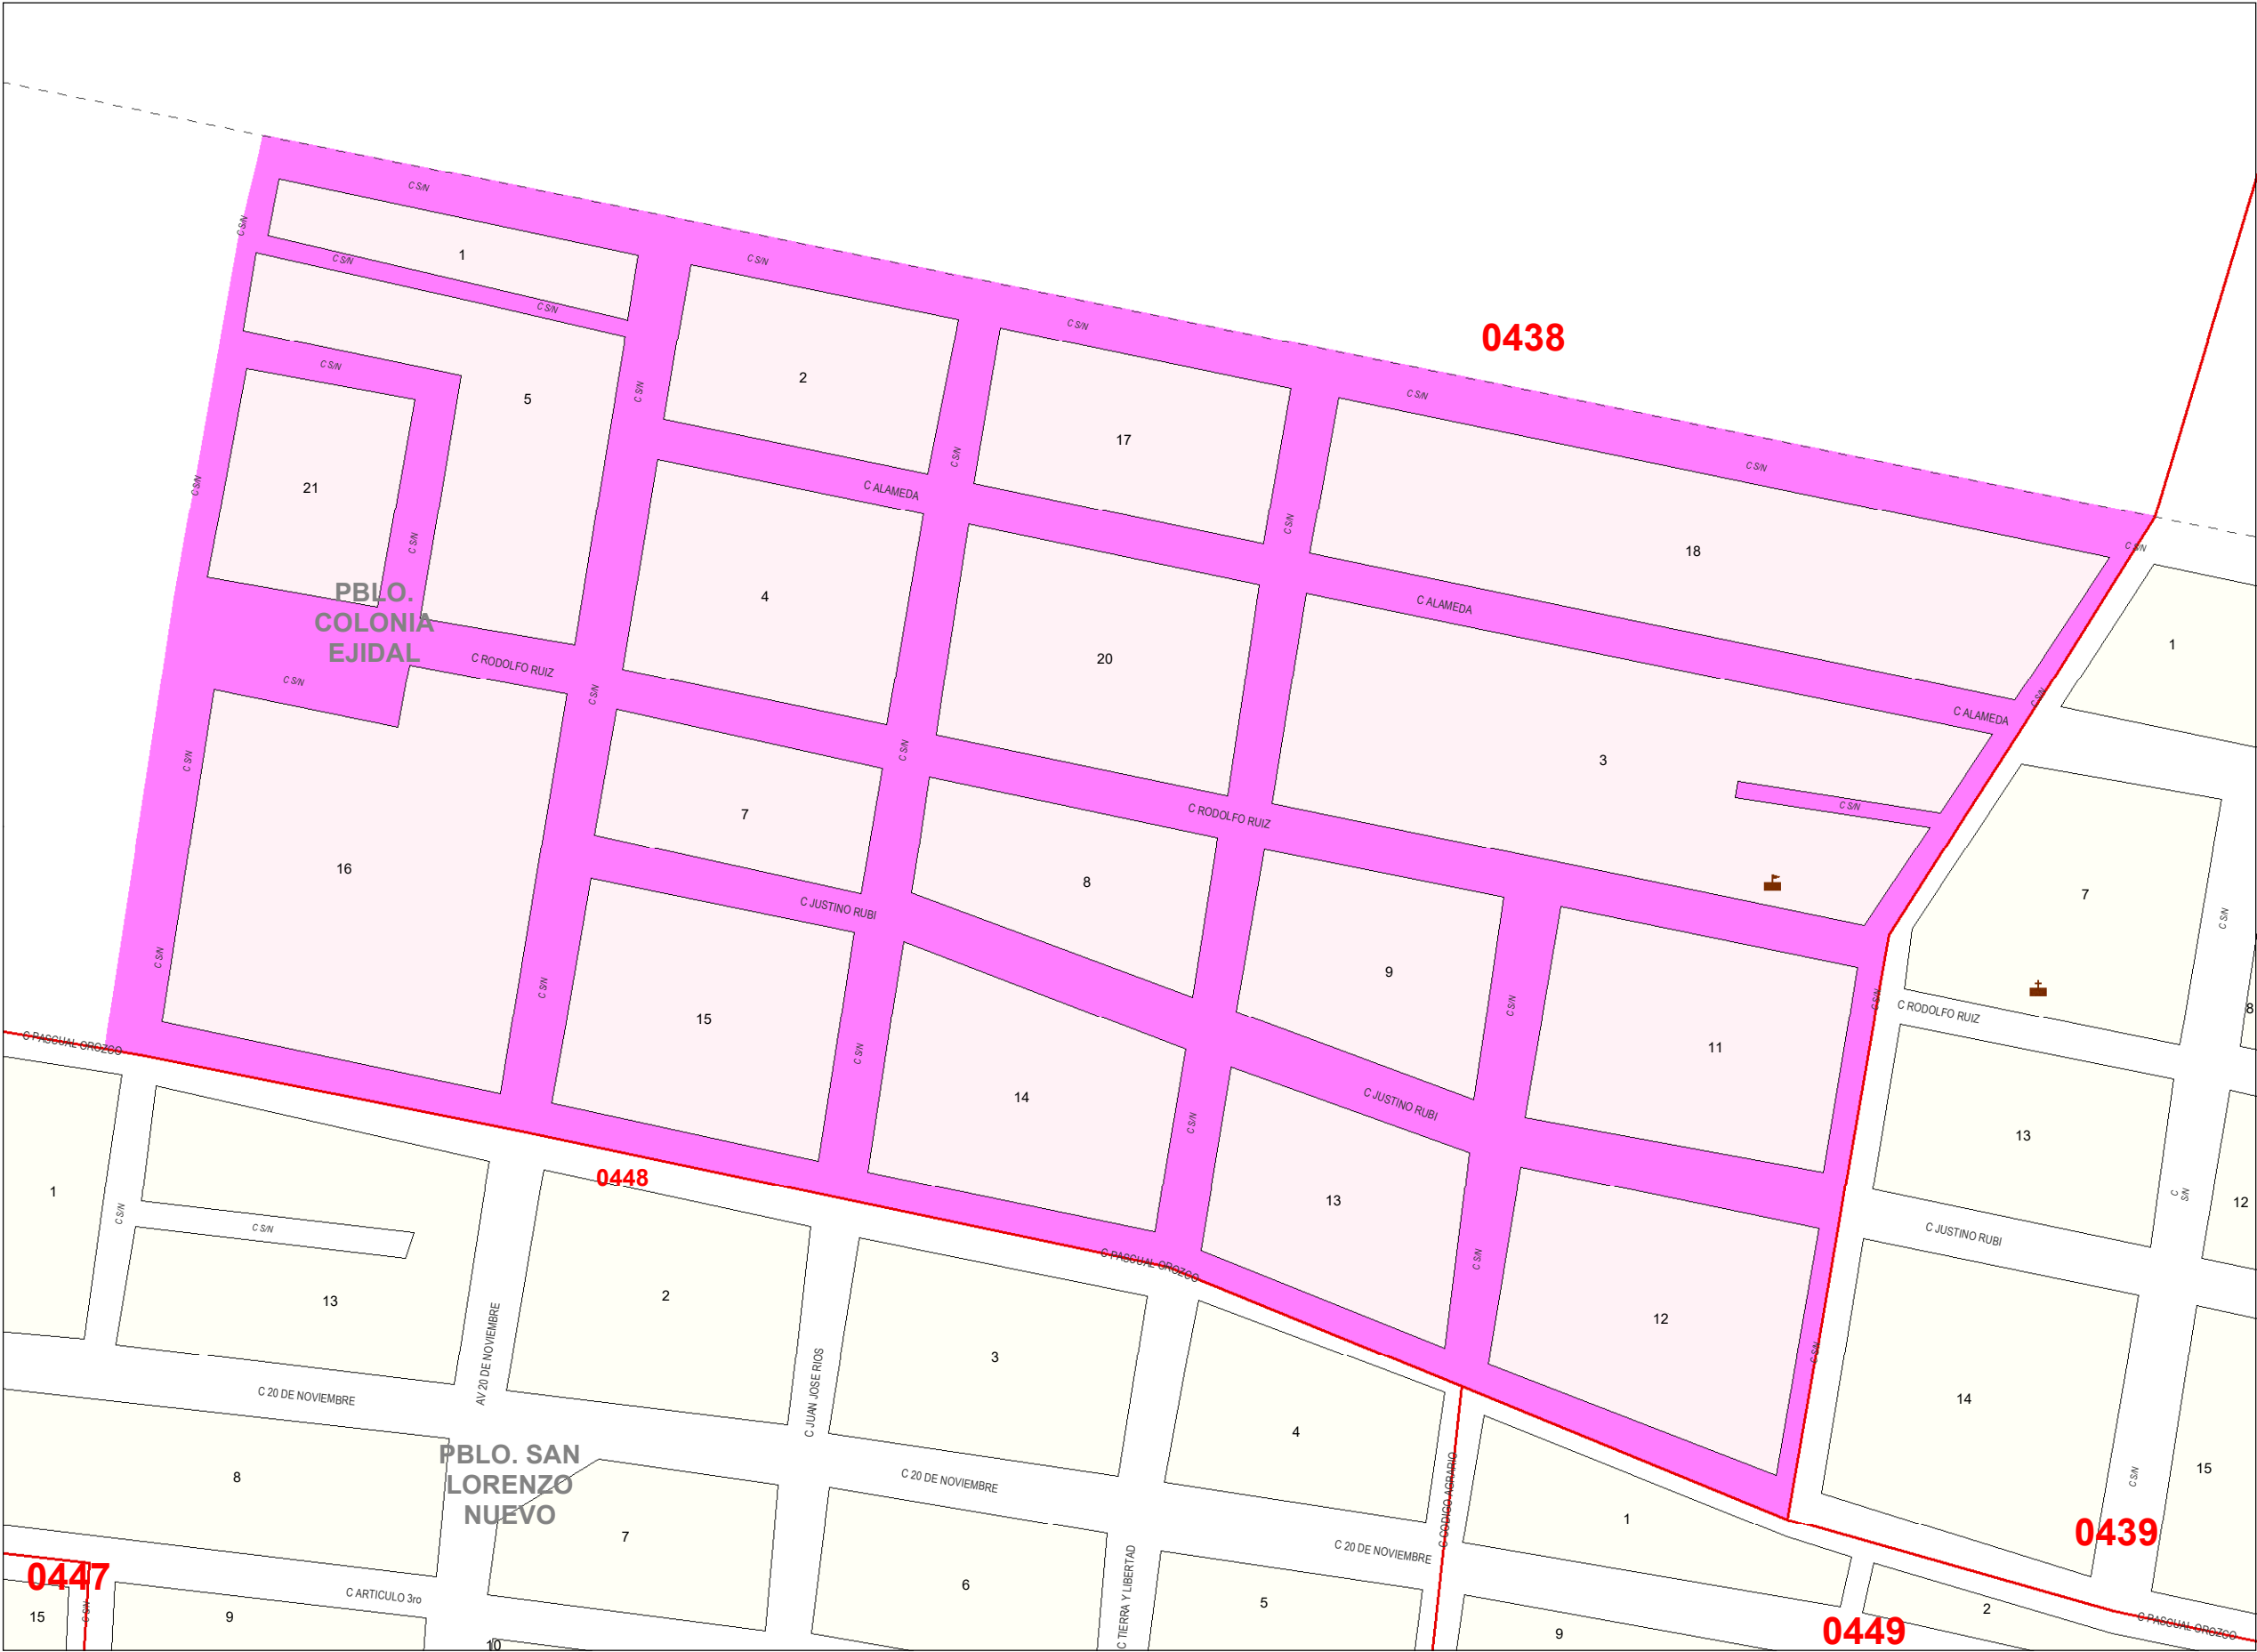 C S/N
C S/N
1
C S/N
C S/N
C S/N
C S/N
0438
C S/N
2
5
C S/N
C S/N
17
C S/N
C S/N
21
C S/N
C ALAMEDA
C S/N
C S/N
18
C S/N
1
PBLO.
COLONIA
EJIDAL
4
C ALAMEDA
20
C RODOLFO RUIZ
C S/N
C S/N
C S/N
C ALAMEDA
C S/N
C S/N
3
7
C RODOLFO RUIZ
C S/N
16
8
7
C JUSTINO RUBI
C S/N
C S/N
9
C S/N
C S/N
C S/N
8
C RODOLFO RUIZ
15
C PASCUAL OROZCO
C S/N
11
14
C JUSTINO RUBI
C S/N
13
0448
1
C S/N
C S/N
13
C S/N
12
C JUSTINO RUBI
C S/N
C PASCUAL OROZCO
13
2
12
3
AV 20 DE NOVIEMBRE
C JUAN JOSE RIOS
C S/N
C 20 DE NOVIEMBRE
14
4
PBLO. SAN
LORENZO
NUEVO
8
C 20 DE NOVIEMBRE
C CODIGO AGRARIO
C S/N
15
7
1
0439
C 20 DE NOVIEMBRE
0447
6
C TIERRA Y LIBERTAD
C ARTICULO 3ro
5
15
C S/N
9
2
C PASCUAL OROZCO
0449
9
10